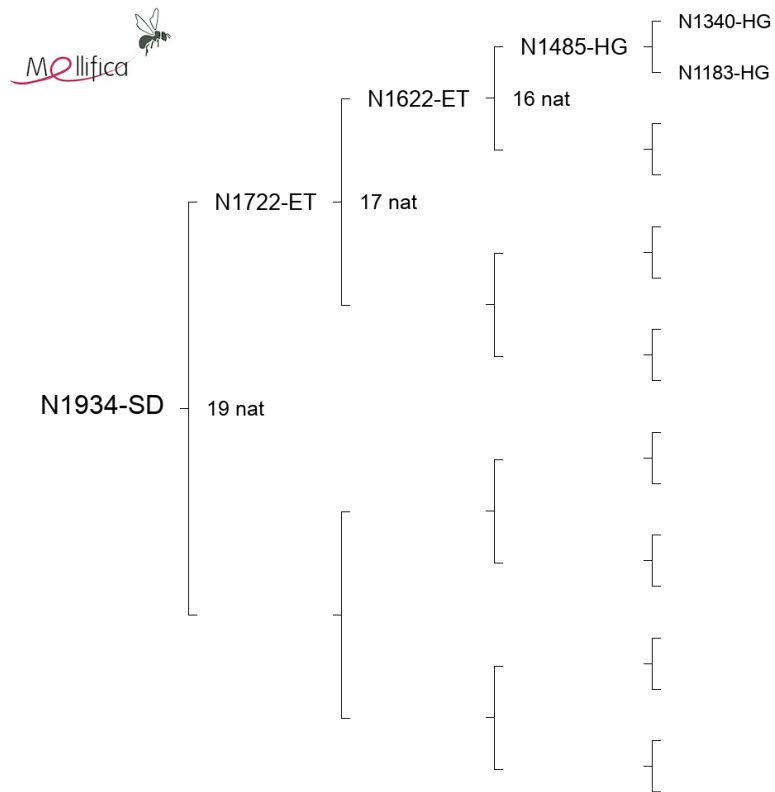 Mellifica
N1340-HG
N1485-HG
N1183-HG
N1622-ET
16 nat
N1722-ET
17 nat
N1934-SD
19 nat